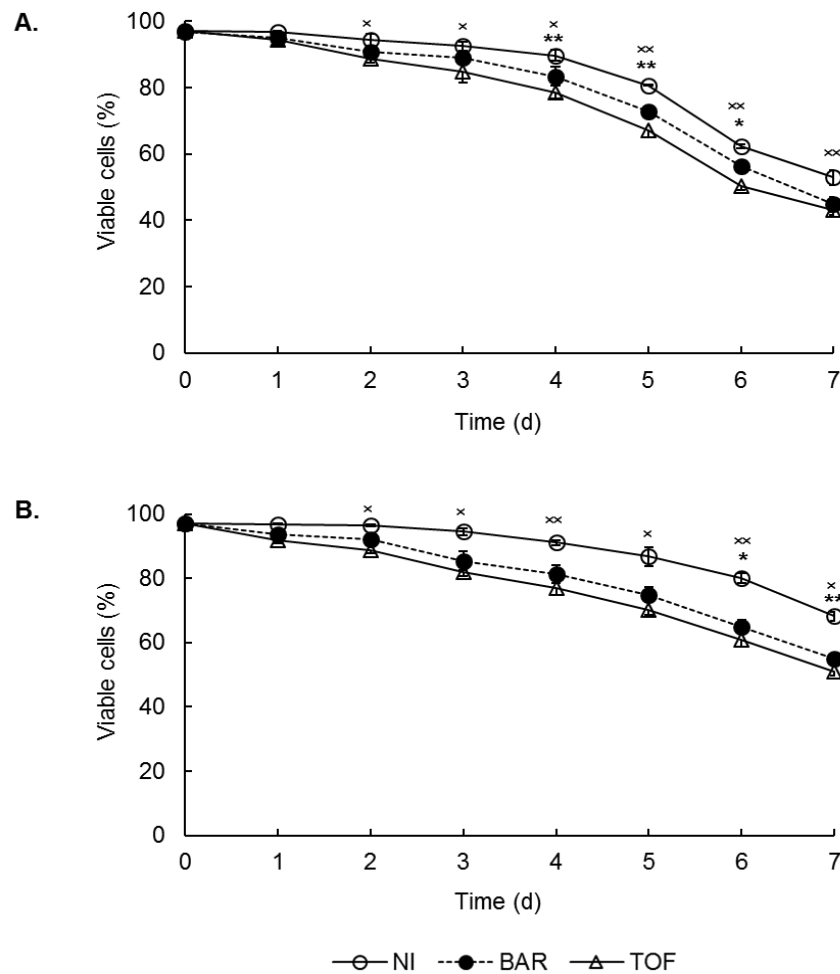 A.
100
80
60
40
20
0
Viable cells (%)
× × × ** ×× ** ×× * ××
0 1 2 3 4 5 6 7
Time (d)
B.
100
80
60
40
20
0
Viable cells (%)
× × ×× × ×× * × **
0 1 2 3 4 5 6 7
Time (d)
NI BAR TOF